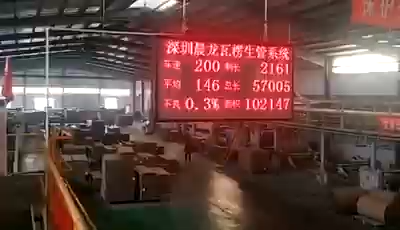 深圳晨龙瓦楞生管系统
车速 200 剩长 2161
平均 146 总长 57005
不良 0.3% 面积 102147